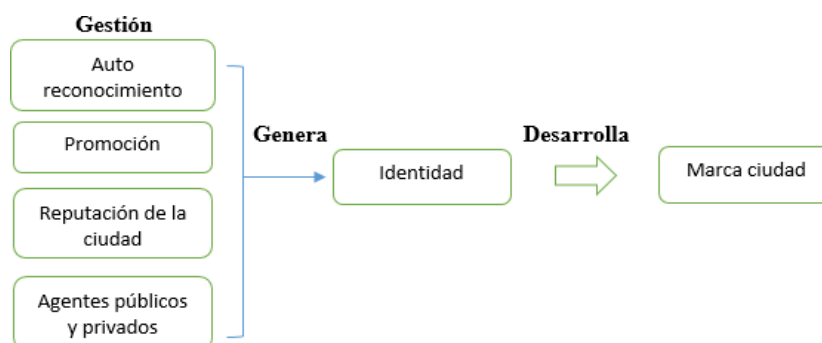 Gestión
Auto
reconocimiento
Promoción
Reputación de la
ciudad
Agentes públicos
y privados
Genera
Identidad
Desarrolla
Marca ciudad